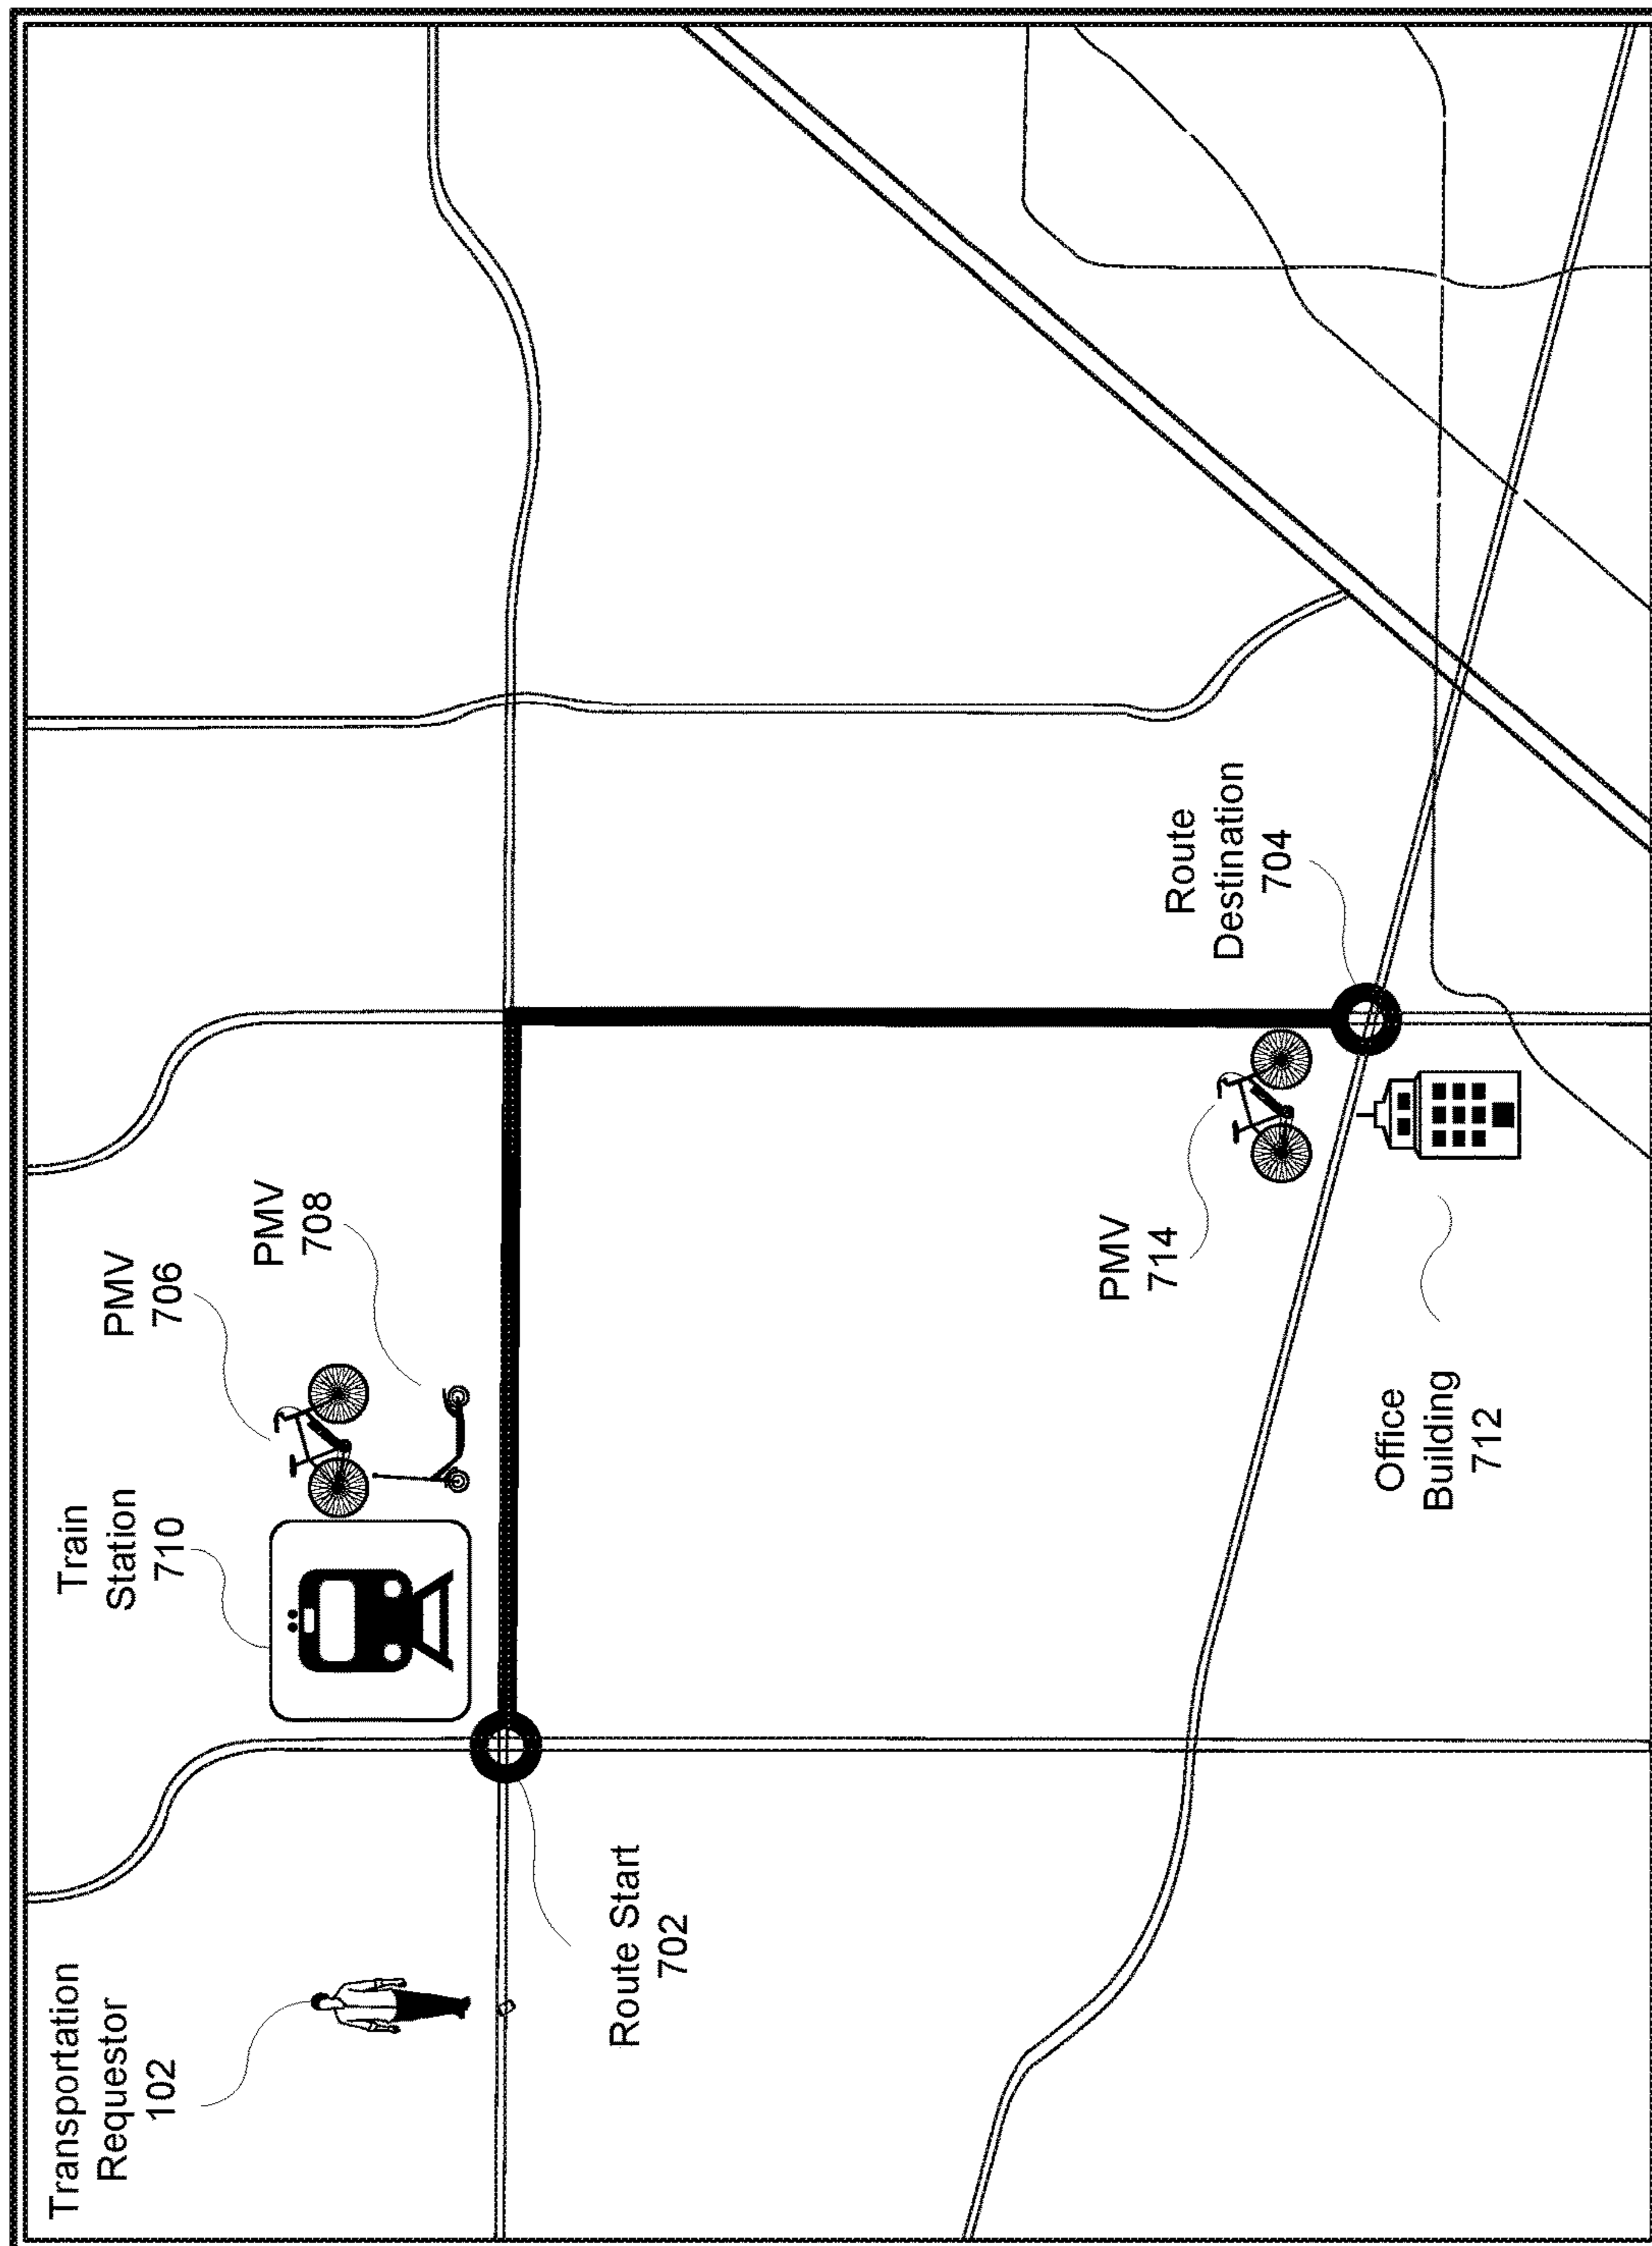 Transportation
Requestor
102
Train
Station
710
PMV
706
PMV
708
Route Start
702
PMV
714
Route
Destination
704
Office
Building
712